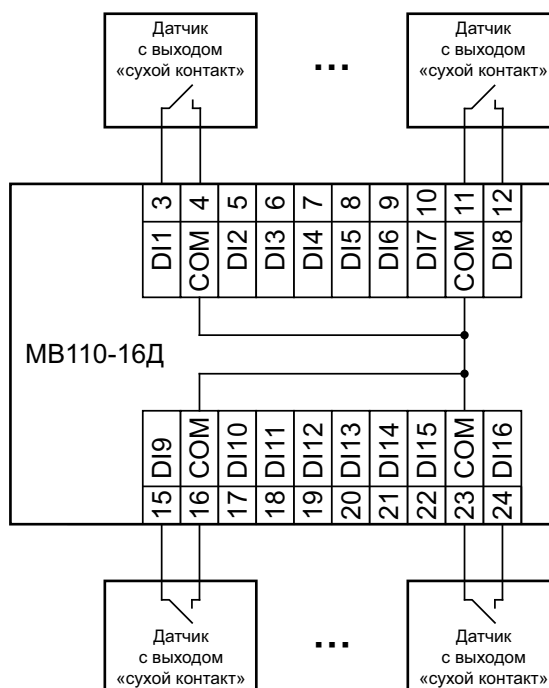 Датчик
с выходом
«сухой контакт»
...
Датчик
с выходом
«сухой контакт»
3 4 5 6 7 8 9 10 11 12
DI1 COM DI2 DI3 DI4 DI5 DI6 DI7 COM DI8
МВ110-16Д
DI9 COM DI10 DI11 DI12 DI13 DI14 DI15 COM DI16
15 16 17 18 19 20 21 22 23 24
Датчик
с выходом
«сухой контакт»
...
Датчик
с выходом
«сухой контакт»